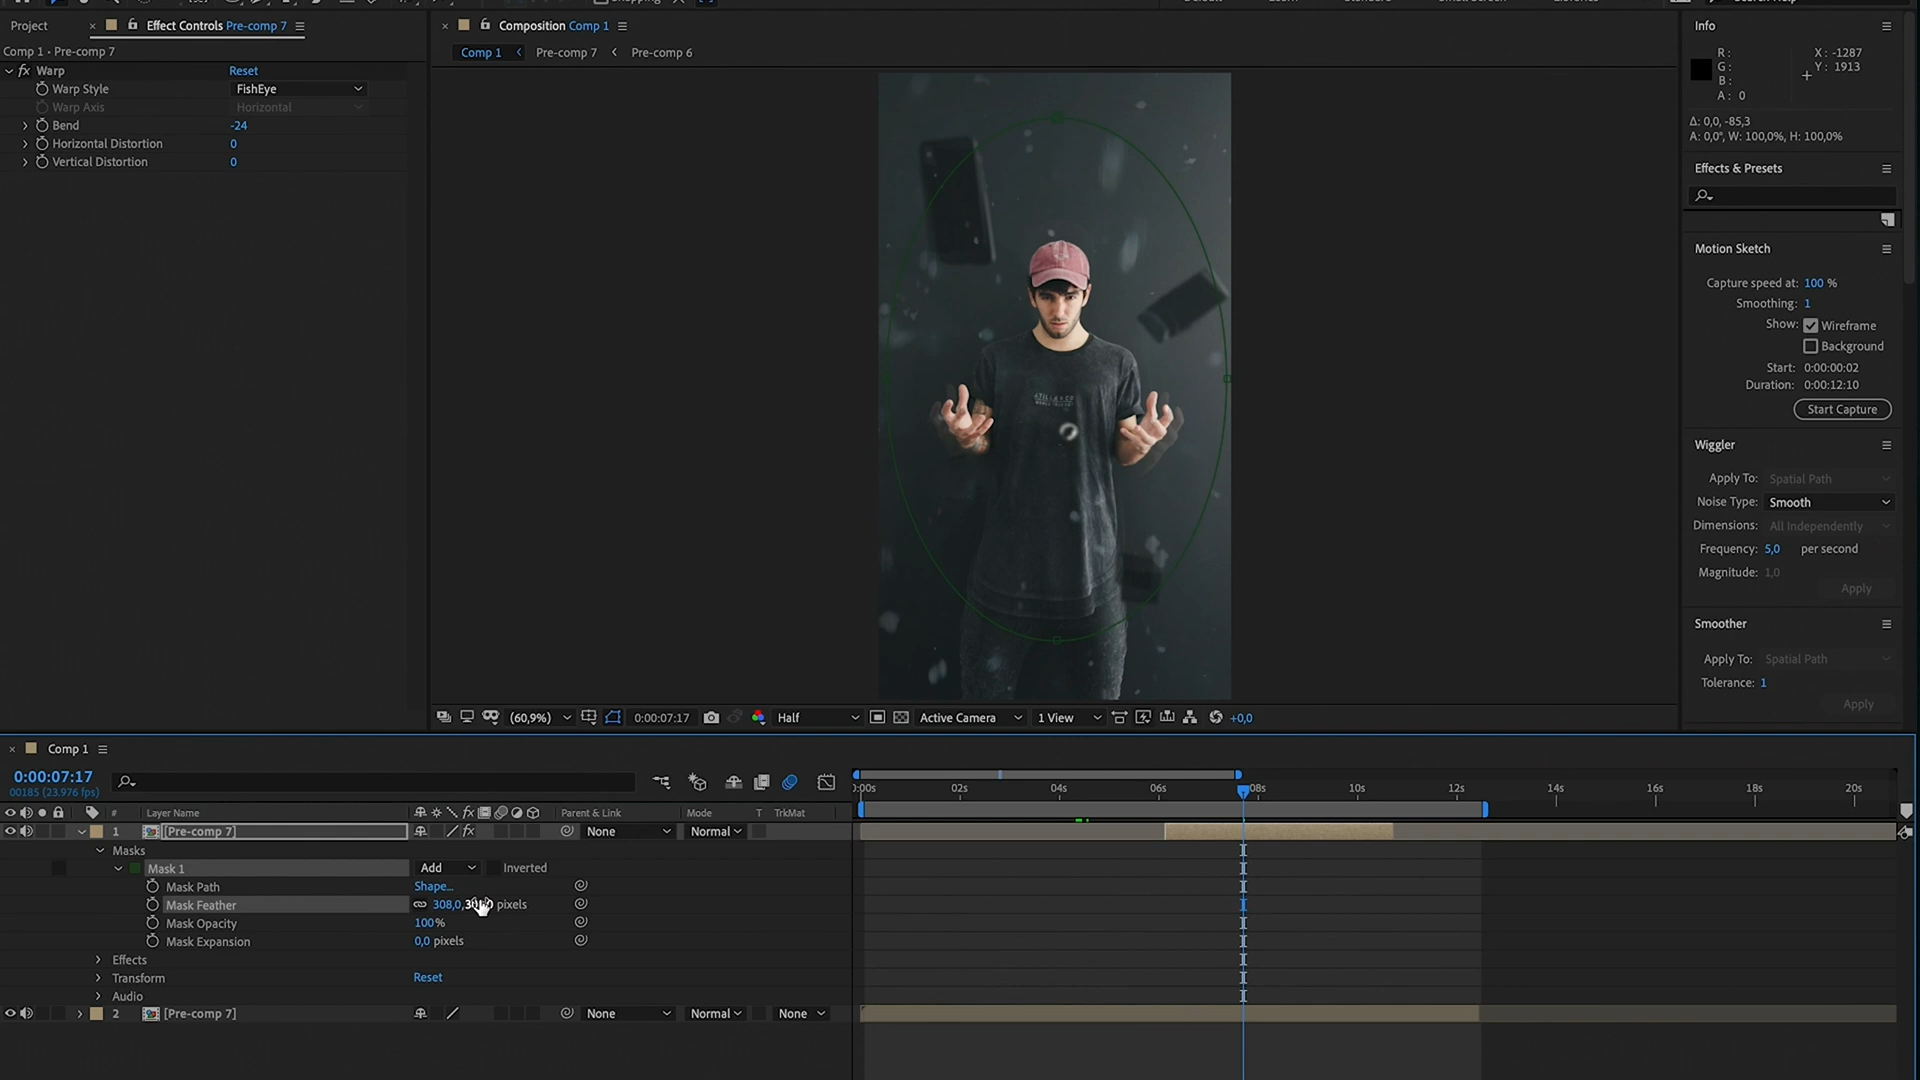 Snapping
Default
Learn
Standard
Small Screen
Libraries
Search Help
Project
Effect Controls Pre-comp 7
Comp 1 • Pre-comp 7
Warp
Reset
Warp Style
FishEye
Warp Axis
Horizontal
Bend
-24
Horizontal Distortion
0
Vertical Distortion
0
Composition Comp 1
Comp 1
Pre-comp 7
Pre-comp 6
(60,9%)
0:00:07:17
Half
Active Camera
1 View
+0,0
Info
R :
G :
B :
A : 0
X : -1287
Y : 1913
Δ: 0,0, -85,3
A: 0,0°, W: 100,0%, H: 100,0%
Effects & Presets
Motion Sketch
Capture speed at: 100 %
Smoothing: 1
Show: Wireframe
Background
Start: 0:00:00:02
Duration: 0:00:12:10
Start Capture
Wiggler
Apply To: Spatial Path
Noise Type: Smooth
Dimensions: All Independently
Frequency: 5,0 per second
Magnitude: 1,0
Apply
Smoother
Apply To: Spatial Path
Tolerance: 1
Apply
Comp 1
0:00:07:17
00185 (23.976 fps)
# Layer Name
Parent & Link
Mode
T TrkMat
:00s 02s 04s 06s 08s 10s 12s 14s 16s 18s 20s
1 [Pre-comp 7]
None
Normal
Masks
Mask 1
Add
Inverted
Mask Path
Shape...
Mask Feather
308,0, pixels
Mask Opacity
100%
Mask Expansion
0,0 pixels
Effects
Transform
Reset
Audio
2 [Pre-comp 7]
None
Normal
None